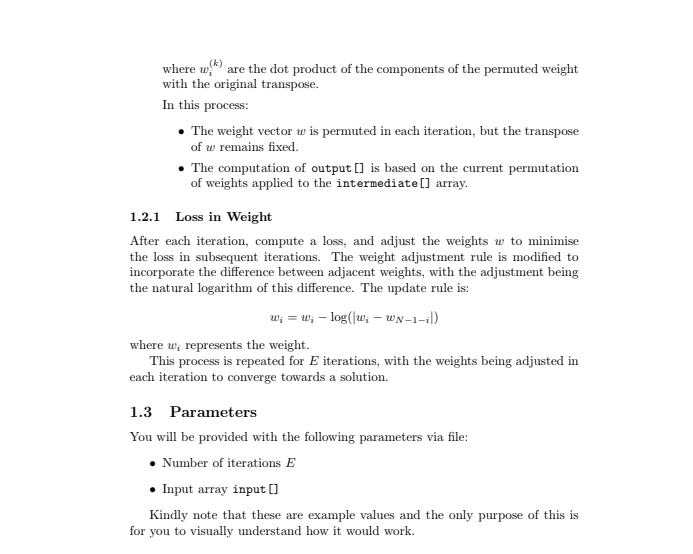 where w_i^(k) are the dot product of the components of the permuted weight
with the original transpose.
In this process:
• The weight vector w is permuted in each iteration, but the transpose
of w remains fixed.
• The computation of output[] is based on the current permutation
of weights applied to the intermediate[] array.
1.2.1 Loss in Weight
After each iteration, compute a loss, and adjust the weights w to minimise
the loss in subsequent iterations. The weight adjustment rule is modified to
incorporate the difference between adjacent weights, with the adjustment being
the natural logarithm of this difference. The update rule is:
w_i = w_i − log(|w_i − w_{N−1−i}|)
where w_i represents the weight.
This process is repeated for E iterations, with the weights being adjusted in
each iteration to converge towards a solution.
1.3 Parameters
You will be provided with the following parameters via file:
• Number of iterations E
• Input array input[]
Kindly note that these are example values and the only purpose of this is
for you to visually understand how it would work.